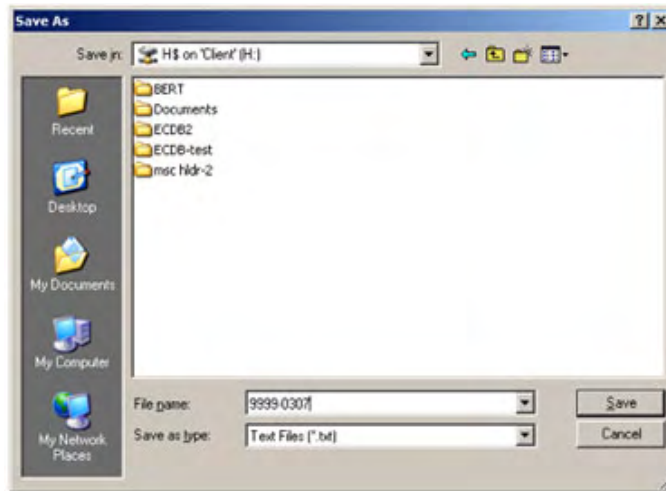 Save As
Save in:
H$ on 'Client' (H:)
Recent
Desktop
My Documents
My Computer
My Network
Places
BERT
Documents
ECDB2
ECDB-test
msc hldr-2
File name:
9999-0307
Save
Save as type:
Text Files (*.txt)
Cancel